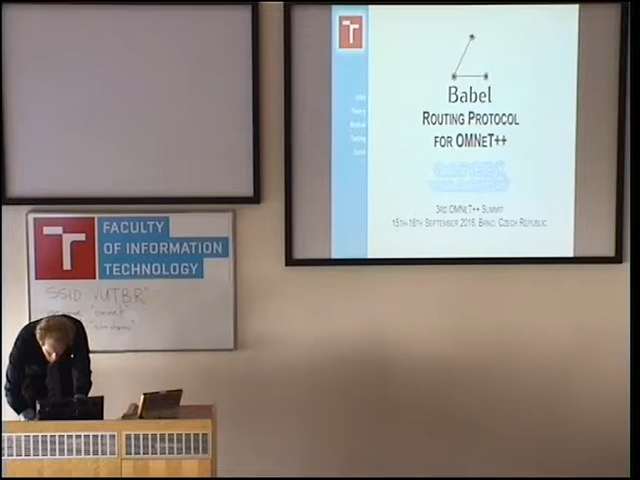 T
Babel
ROUTING PROTOCOL
FOR OMNET++
3RD OMNET++ SUMMIT
15TH-16TH SEPTEMBER 2016, BRNO, CZECH REPUBLIC
T
FACULTY
OF INFORMATION
TECHNOLOGY
SSID "VUTBR"